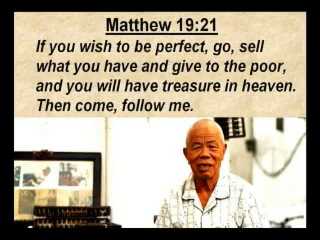 Matthew 19:21
If you wish to be perfect, go, sell
what you have and give to the poor,
and you will have treasure in heaven.
Then come, follow me.